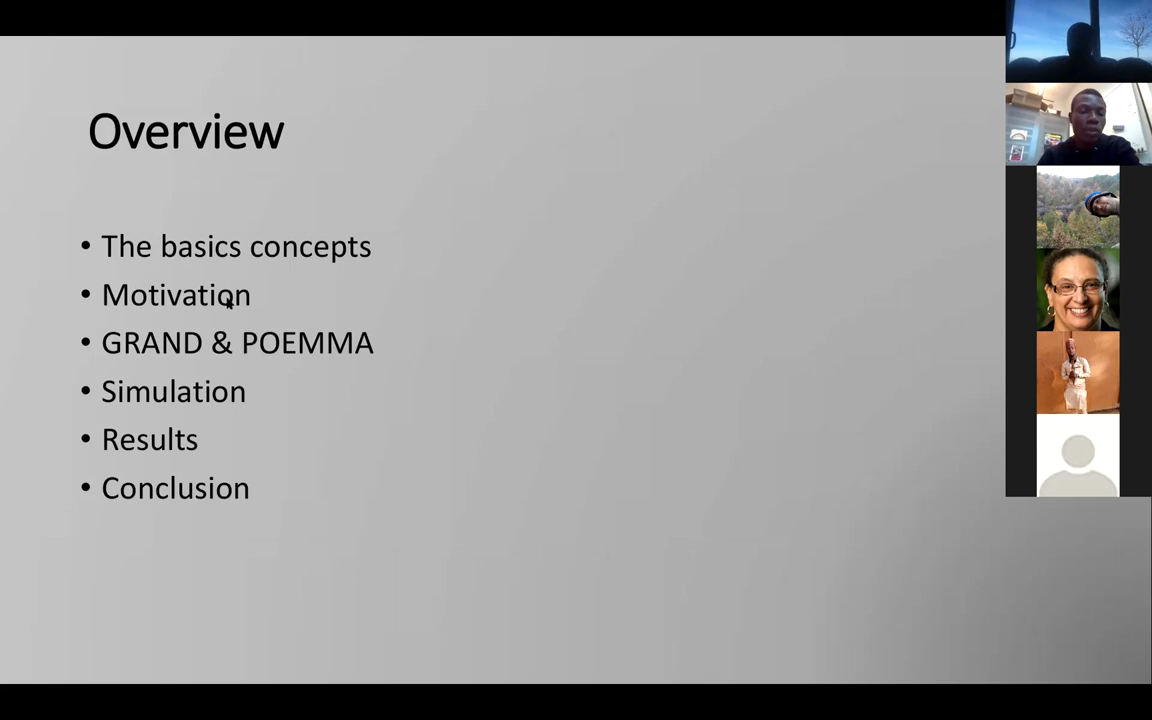 Overview
• The basics concepts
• Motivation
• GRAND & POEMMA
• Simulation
• Results
• Conclusion